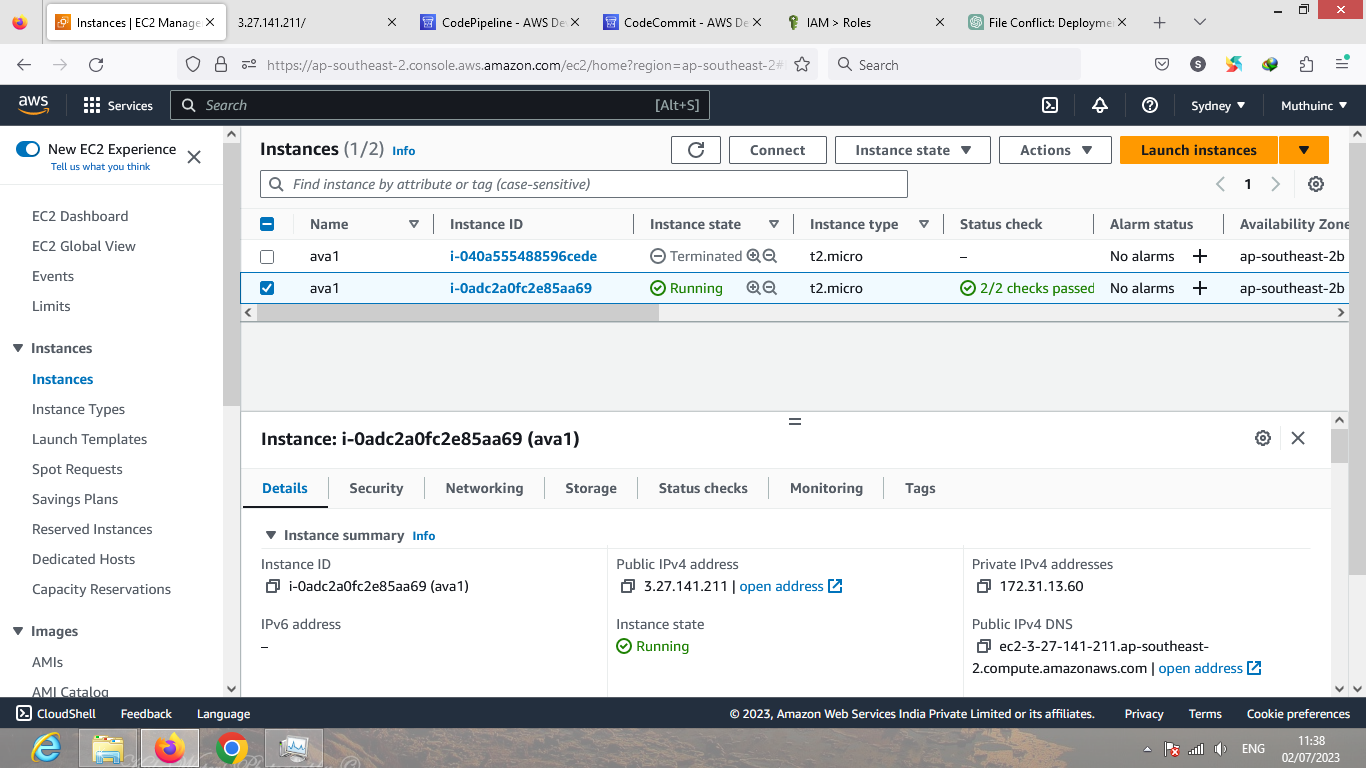 Instances | EC2 Manage
3.27.141.211/
CodePipeline - AWS De
CodeCommit - AWS De
IAM > Roles
File Conflict: Deployme
https://ap-southeast-2.console.aws.amazon.com/ec2/home?region=ap-southeast-2#
Search
aws
Services
Search
[Alt+S]
Sydney
Muthuinc
New EC2 Experience
Tell us what you think
EC2 Dashboard
EC2 Global View
Events
Limits
Instances
Instances
Instance Types
Launch Templates
Spot Requests
Savings Plans
Reserved Instances
Dedicated Hosts
Capacity Reservations
Images
AMIs
AMI Catalog
Instances (1/2) Info
Connect
Instance state
Actions
Launch instances
Find instance by attribute or tag (case-sensitive)
1
Name Instance ID Instance state Instance type Status check Alarm status Availability Zone
ava1 i-040a555488596cede Terminated t2.micro – No alarms ap-southeast-2b
ava1 i-0adc2a0fc2e85aa69 Running t2.micro 2/2 checks passed No alarms ap-southeast-2b
Instance: i-0adc2a0fc2e85aa69 (ava1)
Details Security Networking Storage Status checks Monitoring Tags
Instance summary Info
Instance ID
i-0adc2a0fc2e85aa69 (ava1)
Public IPv4 address
3.27.141.211 | open address
Private IPv4 addresses
172.31.13.60
IPv6 address
–
Instance state
Running
Public IPv4 DNS
ec2-3-27-141-211.ap-southeast-
2.compute.amazonaws.com | open address
CloudShell
Feedback
Language
© 2023, Amazon Web Services India Private Limited or its affiliates.
Privacy
Terms
Cookie preferences
ENG
11:38
02/07/2023